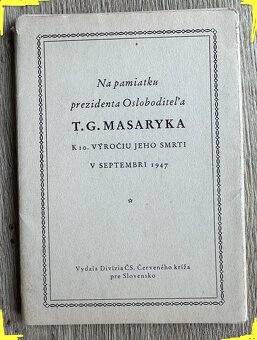 Na pamiatku
prezidenta Osloboditeľa
T. G. MASARYKA
K 10. VÝROČIU JEHO SMRTI
V SEPTEMBRI 1947
*
Vydala Divízia ČS. Červeného kríža
pre Slovensko